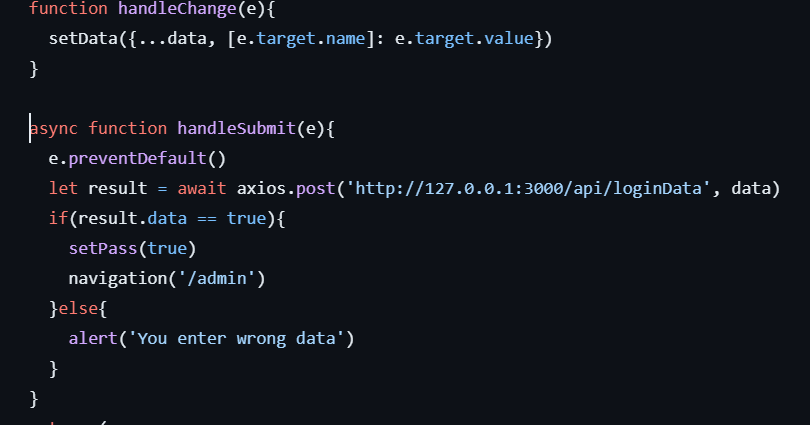 function handleChange(e){
setData({...data, [e.target.name]: e.target.value})
}
async function handleSubmit(e){
e.preventDefault()
let result = await axios.post('http://127.0.0.1:3000/api/loginData', data)
if(result.data == true){
setPass(true)
navigation('/admin')
}else{
alert('You enter wrong data')
}
}